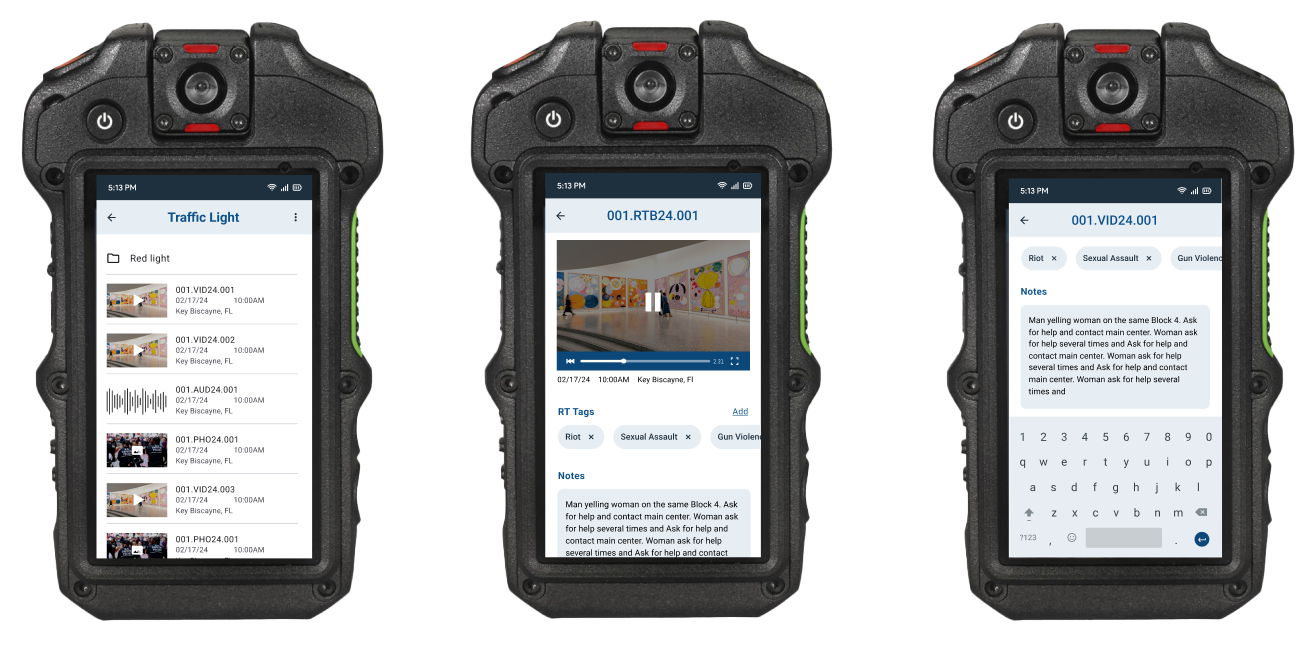 5:13 PM
Traffic Light
Red light
001.VID24.001
02/17/24 10:00AM
Key Biscayne, FL
001.VID24.002
02/17/24 10:00AM
Key Biscayne, FL
001.AUD24.001
02/17/24 10:00AM
Key Biscayne, FL
001.PHO24.001
02/17/24 10:00AM
Key Biscayne, FL
001.VID24.003
02/17/24 10:00AM
Key Biscayne, FL
001.PHO24.001
02/17/24 10:00AM
5:13 PM
001.RTB24.001
2:31
02/17/24 10:00AM Key Biscayne, Fl
RT Tags Add
Riot × Sexual Assault × Gun Violen
Notes
Man yelling woman on the same Block 4. Ask
for help and contact main center. Woman ask
for help several times and Ask for help and
contact main center. Woman ask for help
several times and Ask for help and contact
5:13 PM
001.VID24.001
Riot × Sexual Assault × Gun Violenc
Notes
Man yelling woman on the same Block 4. Ask
for help and contact main center. Woman ask
for help several times and Ask for help and
contact main center. Woman ask for help
several times and Ask for help and contact
main center. Woman ask for help several
times and
1 2 3 4 5 6 7 8 9 0
q w e r t y u i o p
a s d f g h j k l
z x c v b n m
?123 , .